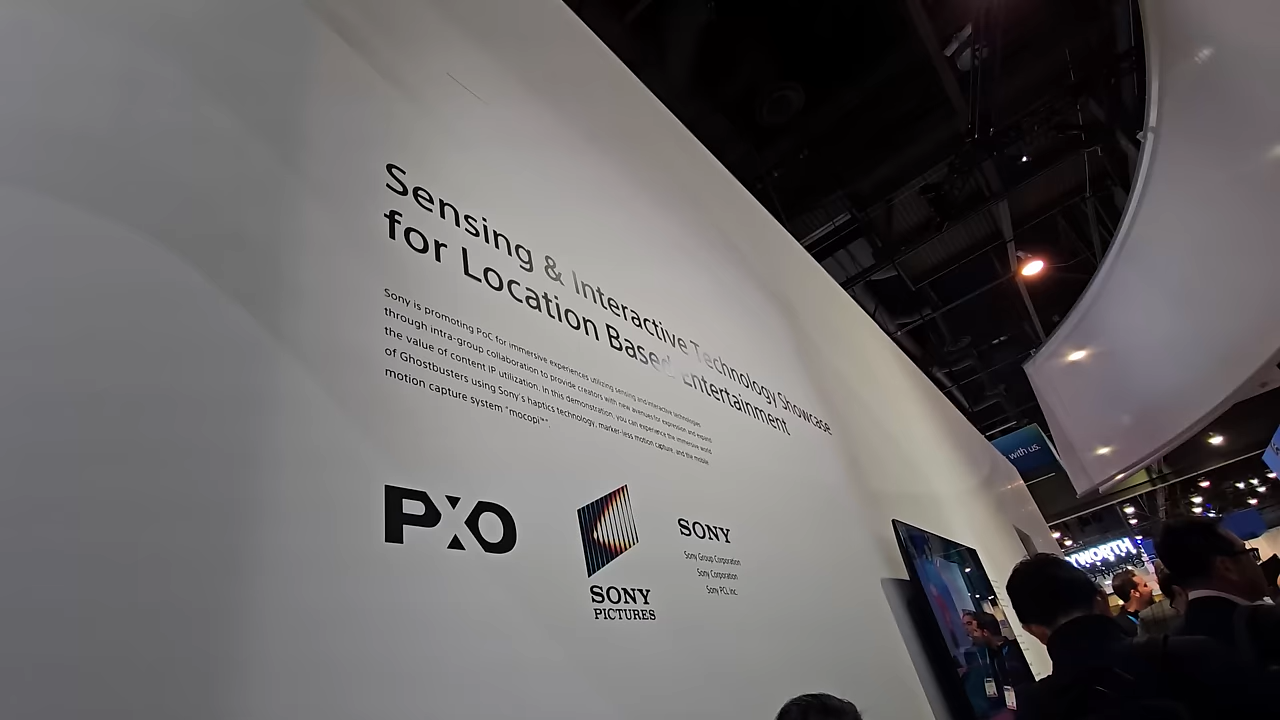 Sensing & Interactive Technology Showcase
for Location Based Entertainment
Sony is promoting PoC for immersive experiences utilizing sensing and interactive technologies
through intra-group collaboration to provide creators with new avenues for expression and expand
the value of content IP utilization. In this demonstration, you can experience the immersive world
of Ghostbusters using Sony's haptics technology, marker-less motion capture, and the mobile
motion capture system "mocopi™".
PXO
SONY
PICTURES
SONY
Sony Group Corporation
Sony Corporation
Sony PCL Inc.
with us.
YWORTH